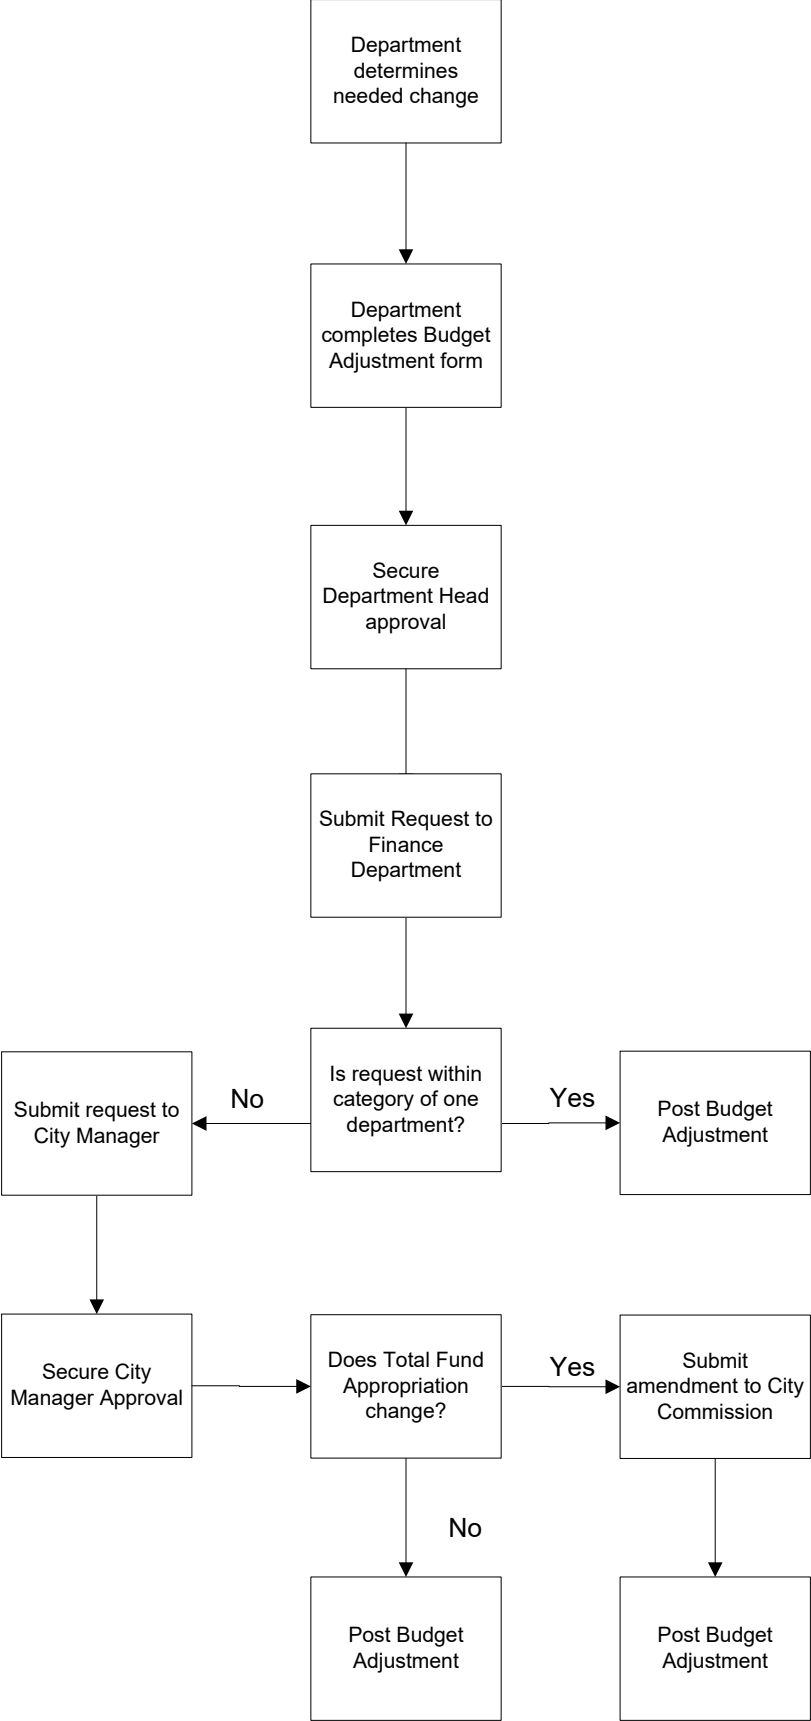 Department
determines
needed change
Department
completes Budget
Adjustment form
Secure
Department Head
approval
Submit Request to
Finance
Department
Is request within
category of one
department?
No
Yes
Submit request to
City Manager
Post Budget
Adjustment
Secure City
Manager Approval
Does Total Fund
Appropriation
change?
Yes
Submit
amendment to City
Commission
No
Post Budget
Adjustment
Post Budget
Adjustment